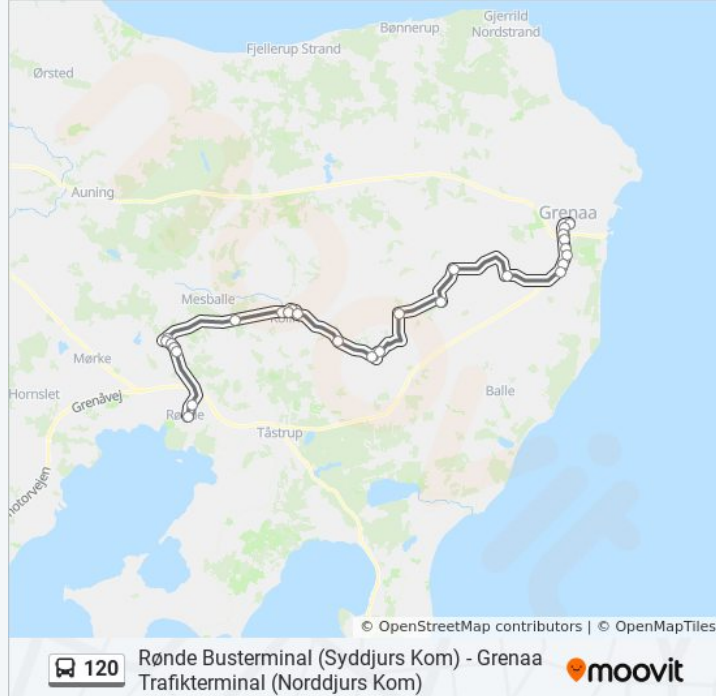 Gjerrild
Nordstrand
Bønnerup
Fjellerup Strand
Ørsted
Auning
Grenaa
Mesballe
Mørke
Hornslet
Grenåvej
Balle
Tåstrup
motorvejen
© OpenStreetMap contributors | © OpenMapTiles
120
Rønde Busterminal (Syddjurs Kom) - Grenaa
Trafikterminal (Norddjurs Kom)
moovit